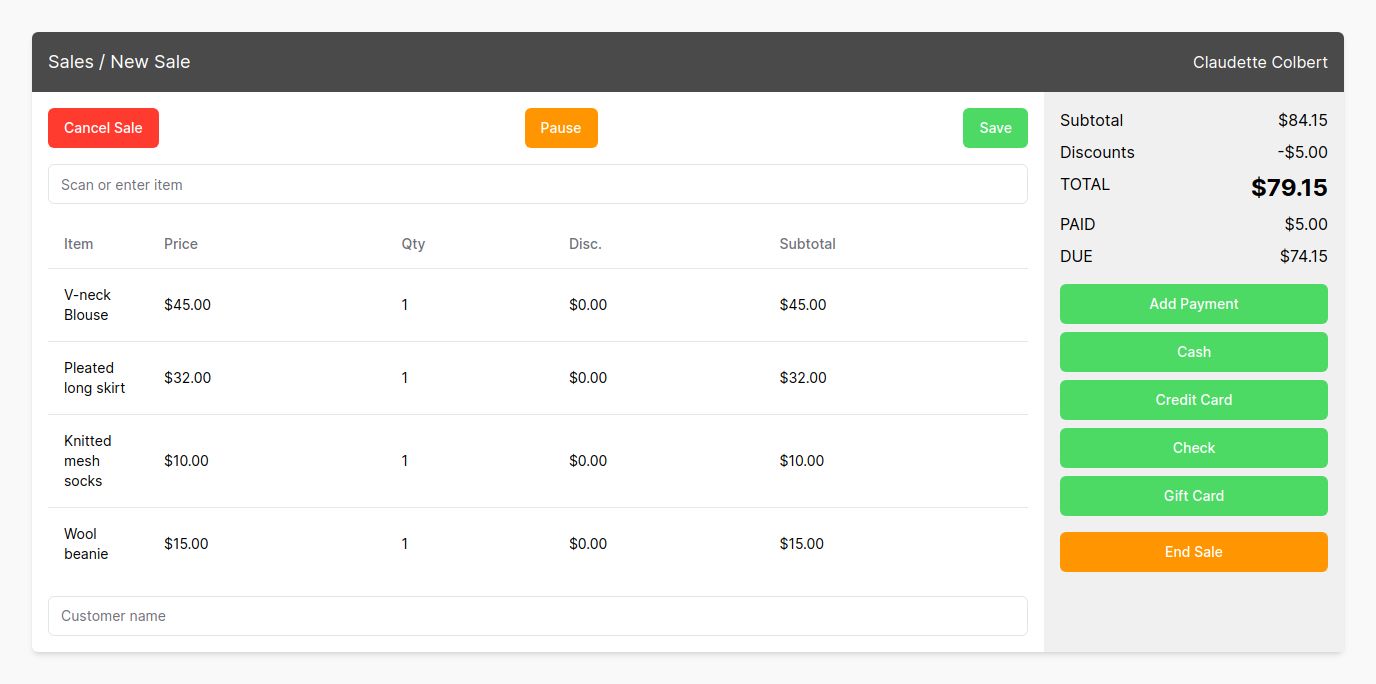 Sales / New Sale
Claudette Colbert
Cancel Sale
Pause
Save
Scan or enter item
Item Price Qty Disc. Subtotal
V-neck
Blouse
$45.00 1 $0.00 $45.00
Pleated
long skirt
$32.00 1 $0.00 $32.00
Knitted
mesh
socks
$10.00 1 $0.00 $10.00
Wool
beanie
$15.00 1 $0.00 $15.00
Customer name
Subtotal $84.15
Discounts -$5.00
TOTAL $79.15
PAID $5.00
DUE $74.15
Add Payment
Cash
Credit Card
Check
Gift Card
End Sale